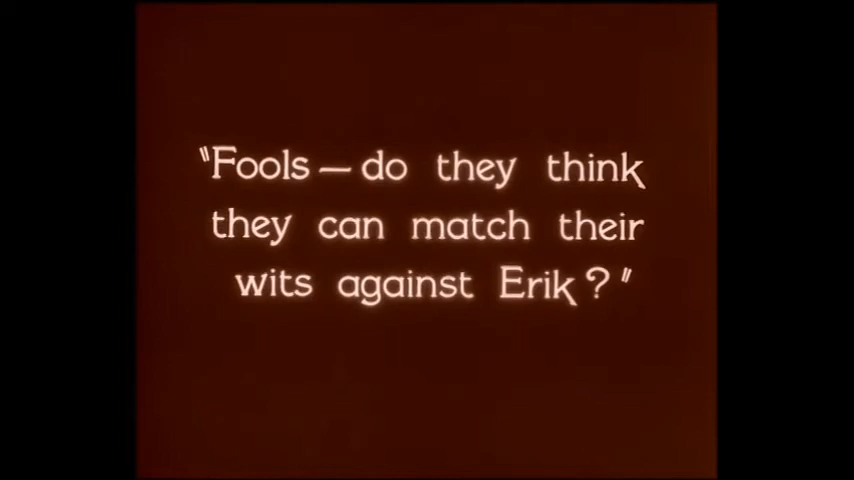 "Fools — do they think
they can match their
wits against Erik?"